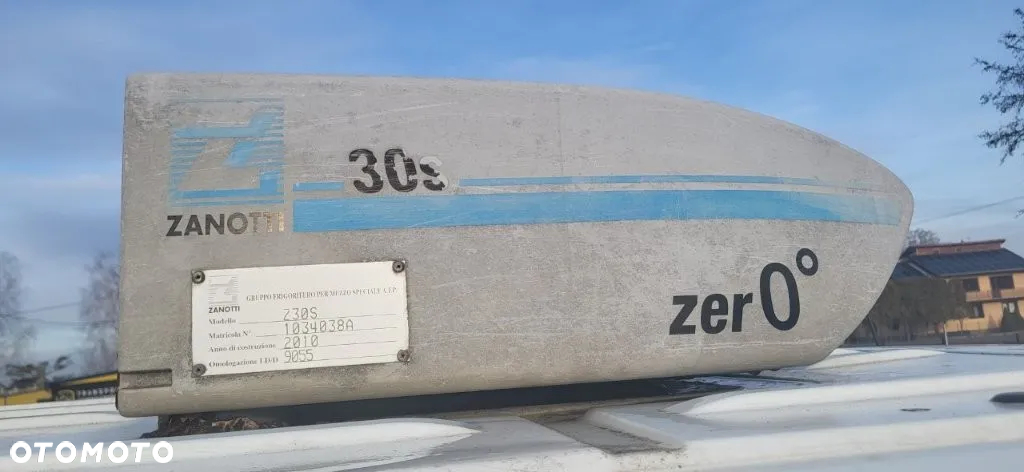 30s
ZANOTTI
ZANOTTI
GRUPPO FRIGORIFERO PER MEZZO SPECIALE A.T.P.
Modello Z30S
Matricola N° 1034038A
Anno di costruzione 2010
Omologazione I.D/D 9055
zer0°
OTOMOTO